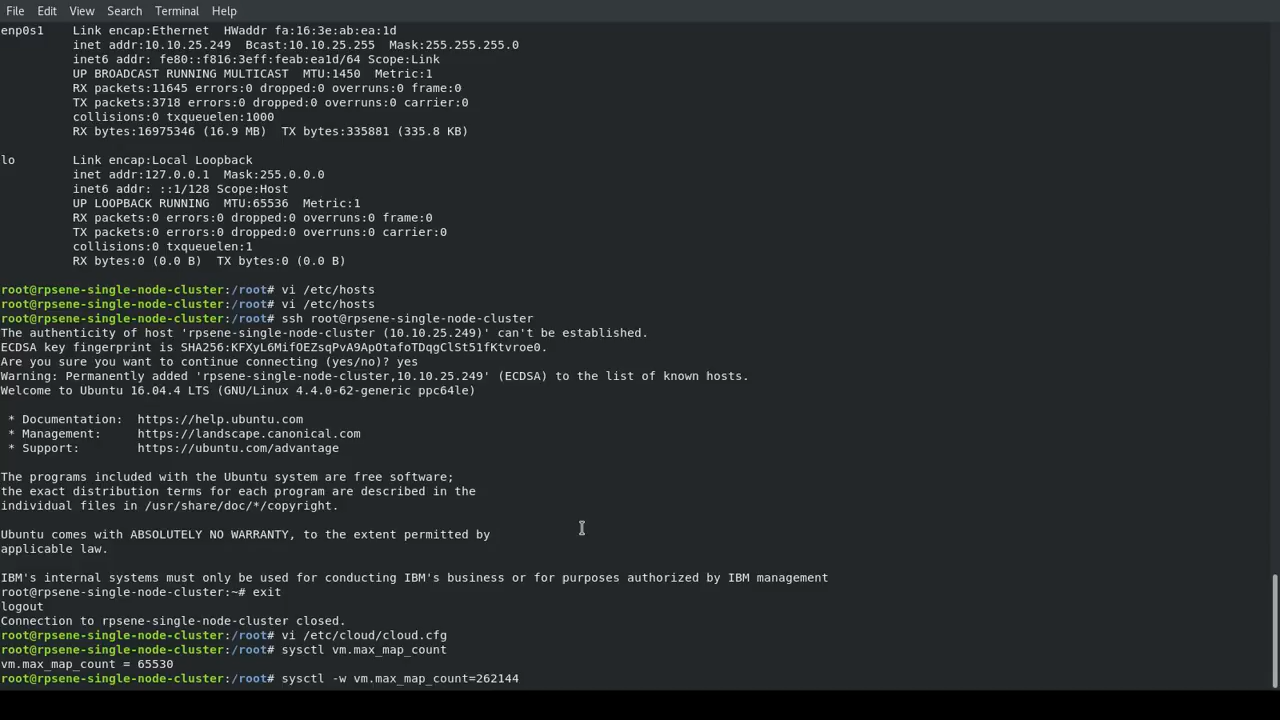 File Edit View Search Terminal Help
enp0s1    Link encap:Ethernet  HWaddr fa:16:3e:ab:ea:1d
          inet addr:10.10.25.249  Bcast:10.10.25.255  Mask:255.255.255.0
          inet6 addr: fe80::f816:3eff:feab:ea1d/64 Scope:Link
          UP BROADCAST RUNNING MULTICAST  MTU:1450  Metric:1
          RX packets:11645 errors:0 dropped:0 overruns:0 frame:0
          TX packets:3718 errors:0 dropped:0 overruns:0 carrier:0
          collisions:0 txqueuelen:1000
          RX bytes:16975346 (16.9 MB)  TX bytes:335881 (335.8 KB)

lo        Link encap:Local Loopback
          inet addr:127.0.0.1  Mask:255.0.0.0
          inet6 addr: ::1/128 Scope:Host
          UP LOOPBACK RUNNING  MTU:65536  Metric:1
          RX packets:0 errors:0 dropped:0 overruns:0 frame:0
          TX packets:0 errors:0 dropped:0 overruns:0 carrier:0
          collisions:0 txqueuelen:1
          RX bytes:0 (0.0 B)  TX bytes:0 (0.0 B)

root@rpsene-single-node-cluster:/root# vi /etc/hosts
root@rpsene-single-node-cluster:/root# vi /etc/hosts
root@rpsene-single-node-cluster:/root# ssh root@rpsene-single-node-cluster
The authenticity of host 'rpsene-single-node-cluster (10.10.25.249)' can't be established.
ECDSA key fingerprint is SHA256:KFXyL6MifOEZsqPvA9ApOtafoTDqgClSt51fKtvroe0.
Are you sure you want to continue connecting (yes/no)? yes
Warning: Permanently added 'rpsene-single-node-cluster,10.10.25.249' (ECDSA) to the list of known hosts.
Welcome to Ubuntu 16.04.4 LTS (GNU/Linux 4.4.0-62-generic ppc64le)

 * Documentation:  https://help.ubuntu.com
 * Management:     https://landscape.canonical.com
 * Support:        https://ubuntu.com/advantage

The programs included with the Ubuntu system are free software;
the exact distribution terms for each program are described in the
individual files in /usr/share/doc/*/copyright.

Ubuntu comes with ABSOLUTELY NO WARRANTY, to the extent permitted by
applicable law.

IBM's internal systems must only be used for conducting IBM's business or for purposes authorized by IBM management
root@rpsene-single-node-cluster:~# exit
logout
Connection to rpsene-single-node-cluster closed.
root@rpsene-single-node-cluster:/root# vi /etc/cloud/cloud.cfg
root@rpsene-single-node-cluster:/root# sysctl vm.max_map_count
vm.max_map_count = 65530
root@rpsene-single-node-cluster:/root# sysctl -w vm.max_map_count=262144